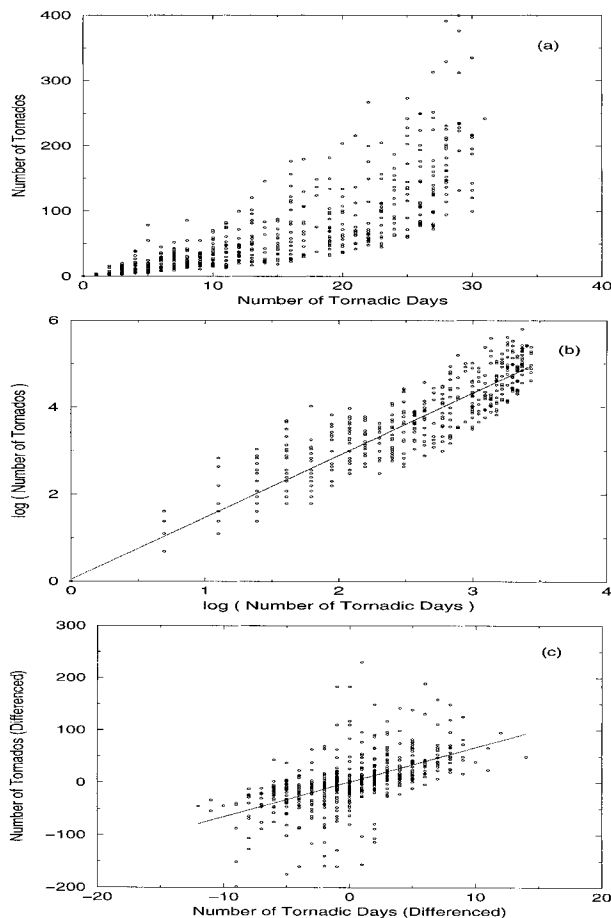 400
(a)
300
Number of Tornados
200
100
0
0 10 20 30 40
Number of Tornadic Days
6
(b)
4
log ( Number of Tornados )
2
0
0 1 2 3 4
log ( Number of Tornadic Days )
300
(c)
200
Number of Tornados (Differenced)
100
0
−100
−200
−20 −10 0 10 20
Number of Tornadic Days (Differenced)